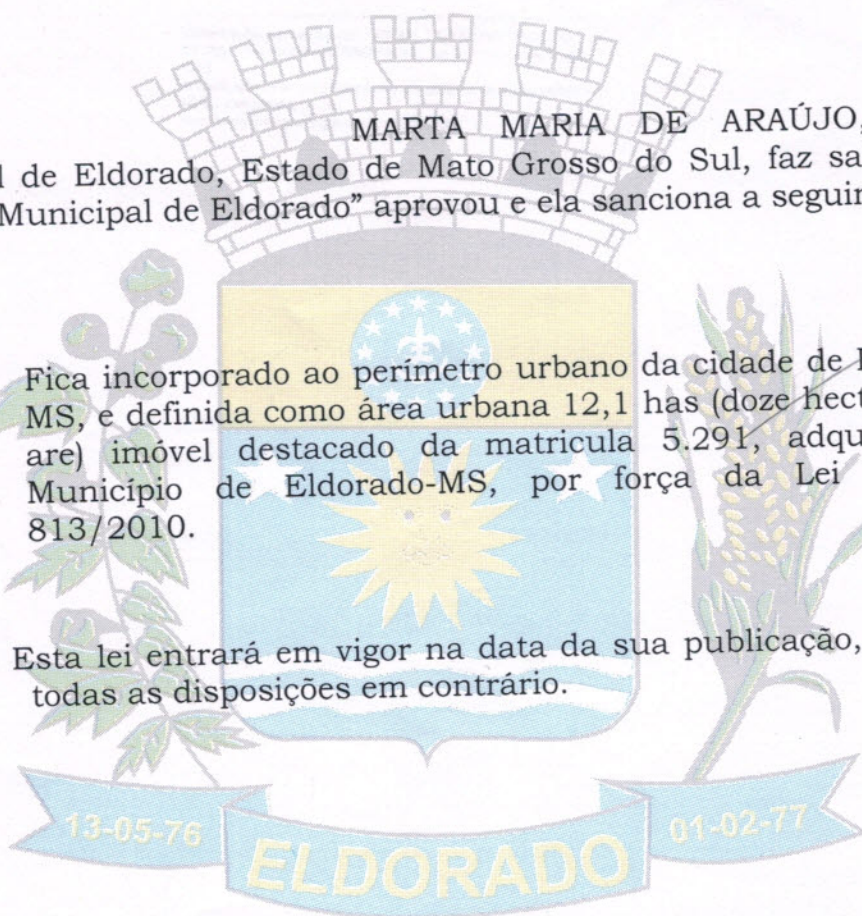 MARTA MARIA DE ARAÚJO,
l de Eldorado, Estado de Mato Grosso do Sul, faz sa
Municipal de Eldorado” aprovou e ela sanciona a seguir
Fica incorporado ao perímetro urbano da cidade de
MS, e definida como área urbana 12,1 has (doze hect
are) imóvel destacado da matricula 5.291, adqu
Município de Eldorado-MS, por força da Lei
813/2010.
Esta lei entrará em vigor na data da sua publicação,
todas as disposições em contrário.
13-05-76
ELDORADO
01-02-77